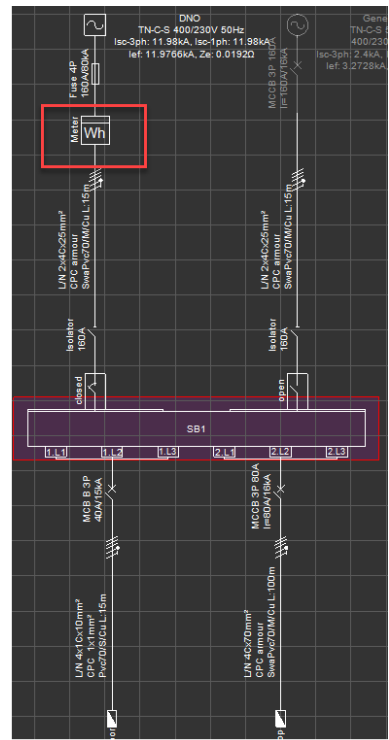 DNO
TN-C-S 400/230V 50Hz
Isc-3ph: 11.98kA, Isc-1ph: 11.98kA
Ief: 11.9766kA, Ze: 0.0192Ω
Gene
TN-C-S
400/230
Isc-3ph: 2.4kA,
Ief: 3.2728kA,
Fuse 4P
160A/80kA
MCCB 3P 160A
Ir=160A/16kA
Meter
Wh
L/N 2x4Cx25mm²
CPC armour
SwaPvc70/M/Cu L:15m
L/N 2x4Cx25mm²
CPC armour
SwaPvc70/M/Cu L:15m
Isolator
160A
Isolator
160A
closed
open
SB1
1.L1 1.L2 1.L3 2.L1 2.L2 2.L3
MCB B 3P
40A/15kA
MCCB 3P 80A
Ir=80A/16kA
L/N 4x1Cx10mm²
CPC 1x1mm²
Pvc70/S/Cu L:15m
L/N 4Cx70mm²
CPC armour
SwaPvc70/M/Cu L:100m